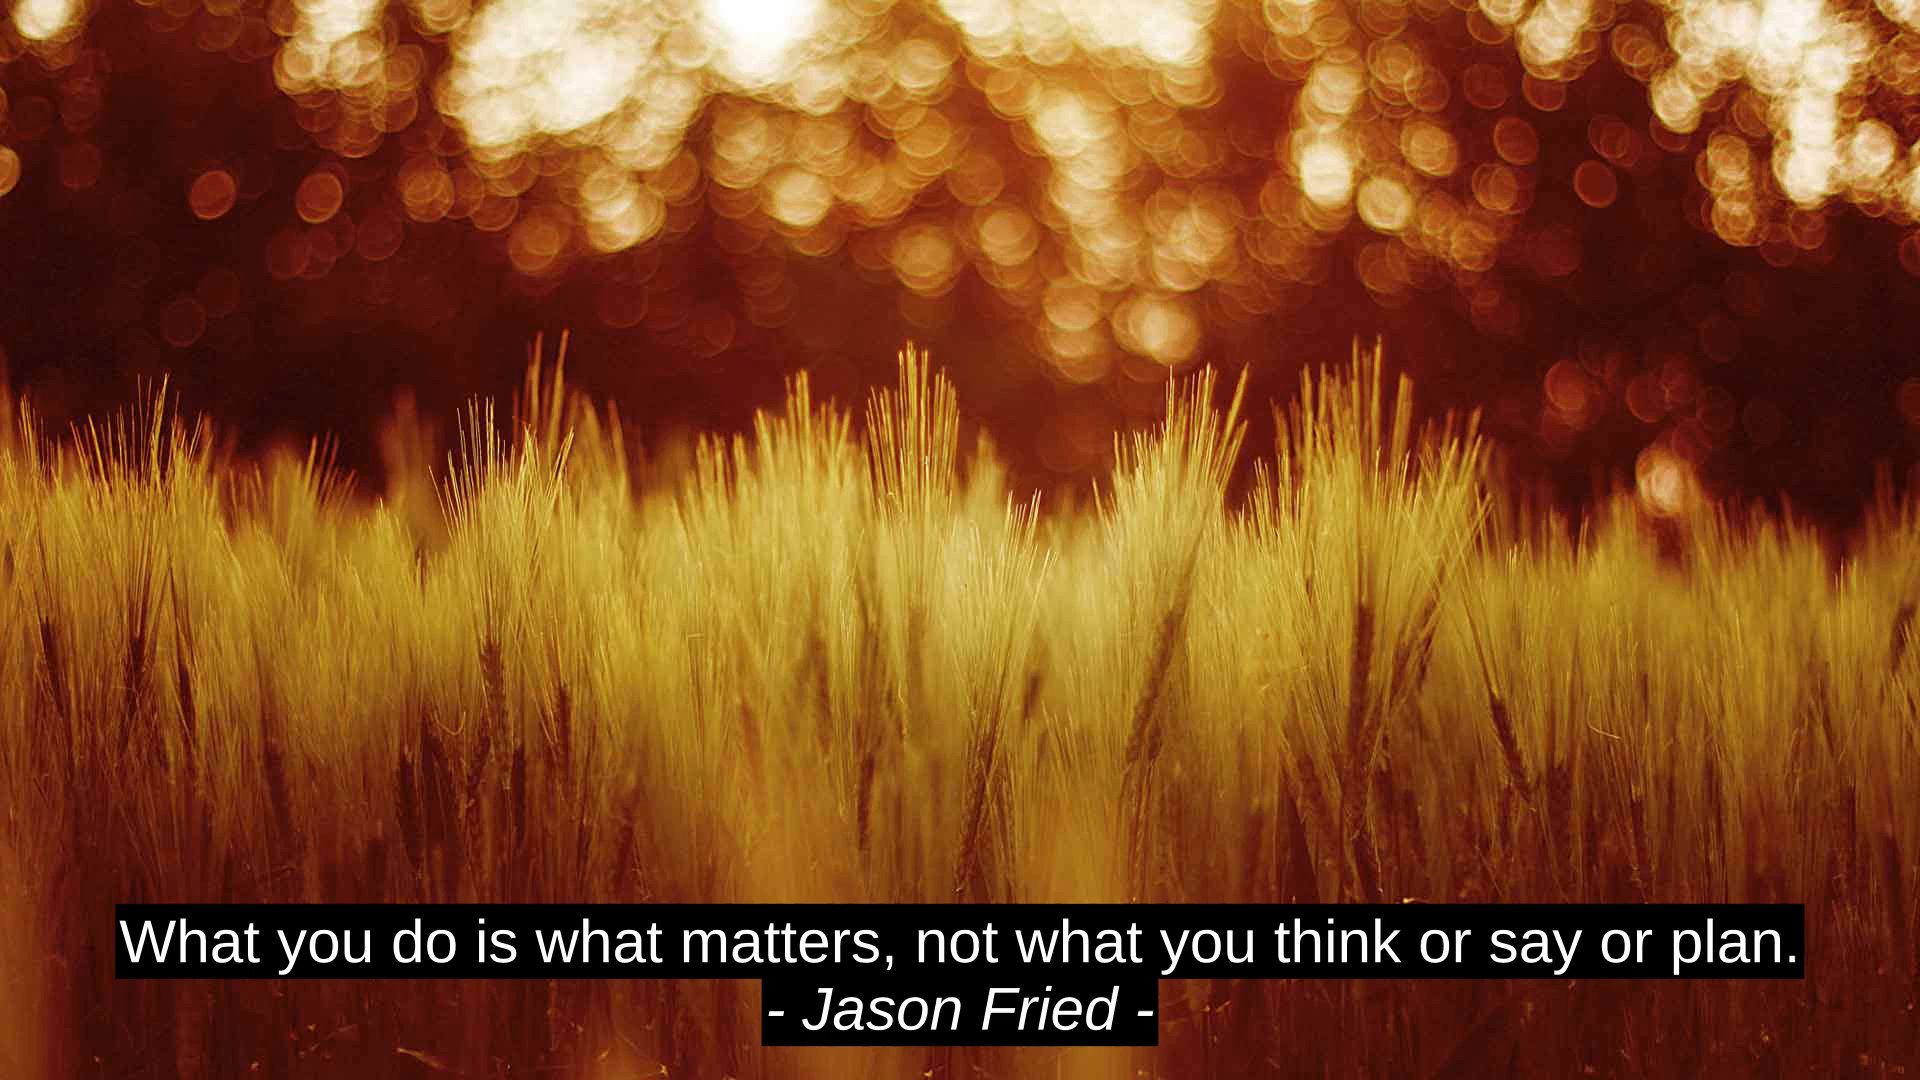 What you do is what matters, not what you think or say or plan.
- Jason Fried -